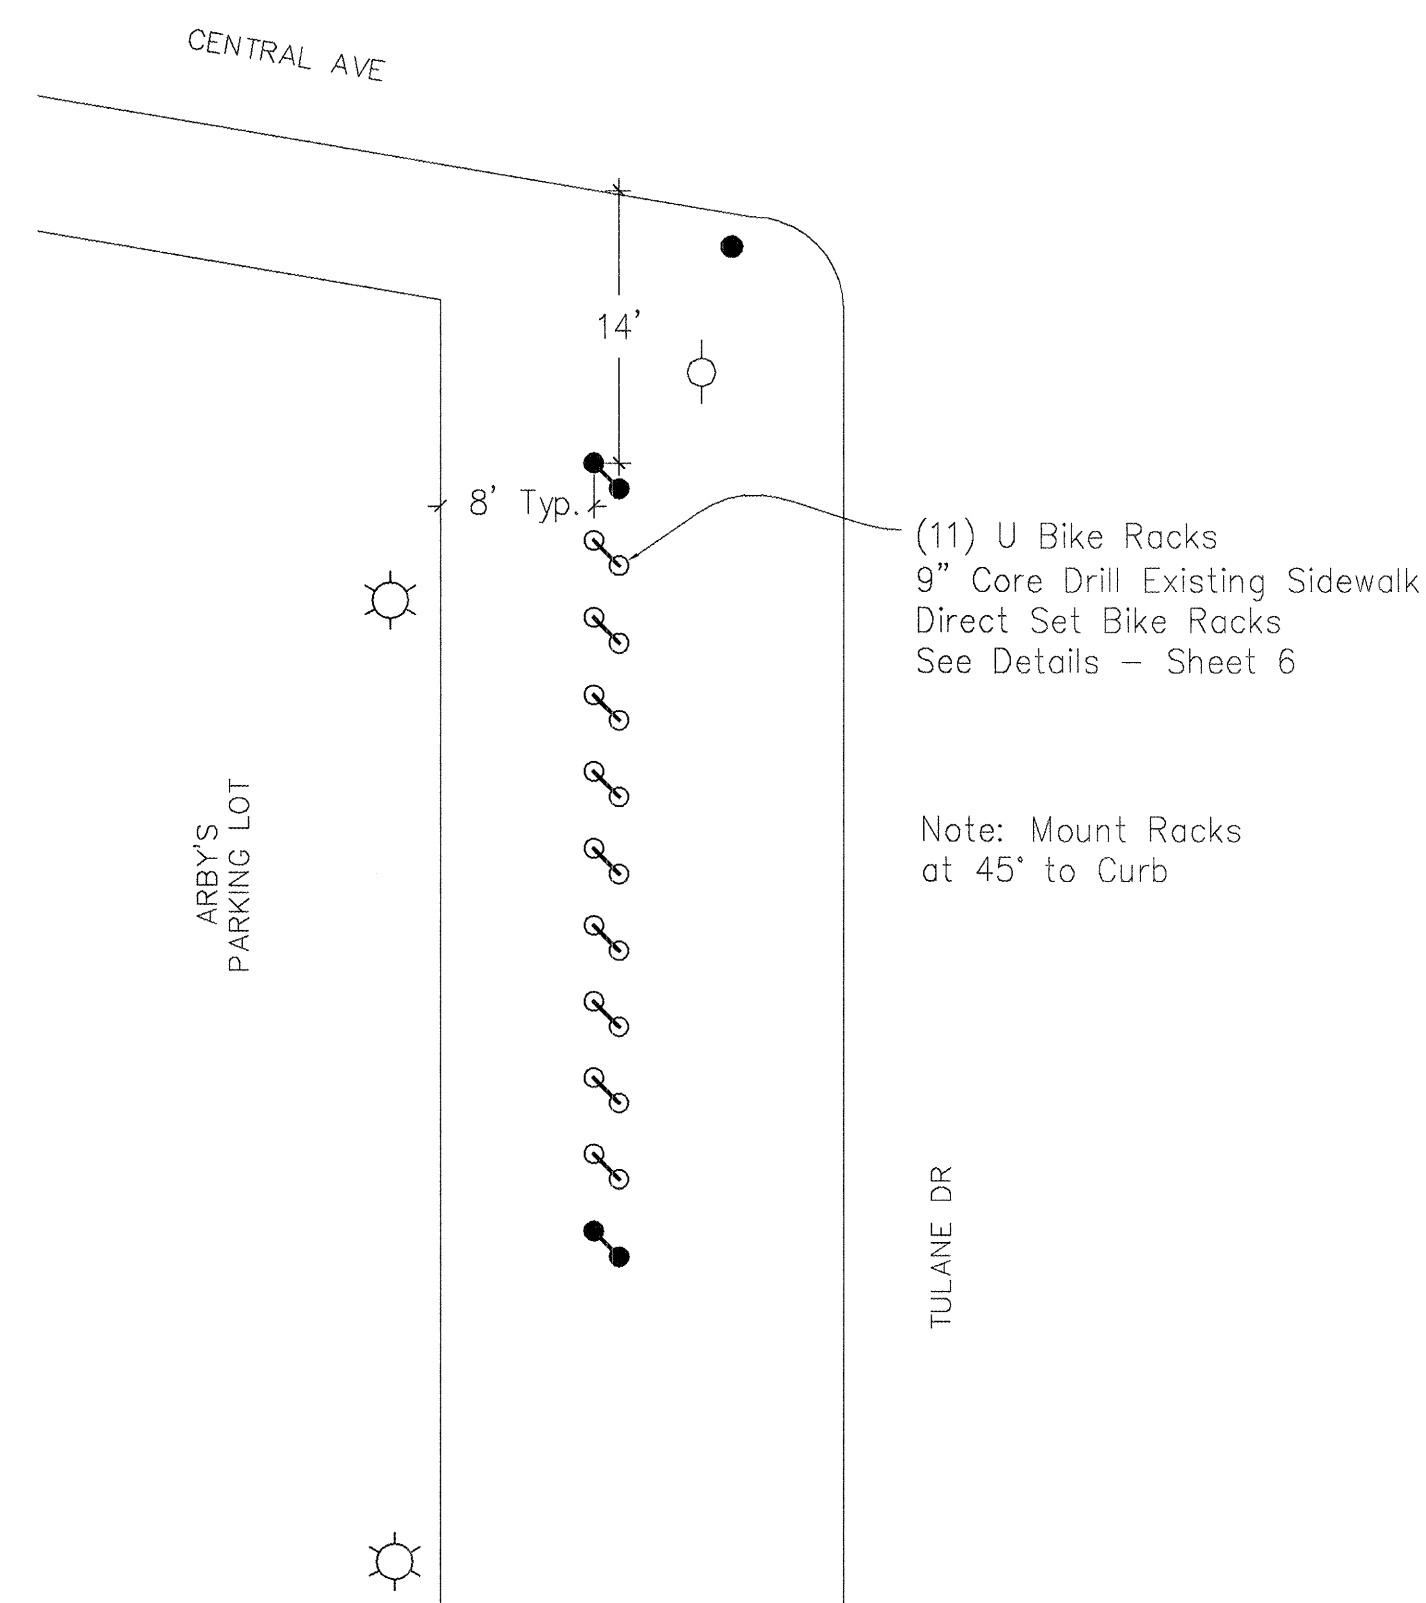 CENTRAL AVE
14'
8' Typ.
(11) U Bike Racks
9" Core Drill Existing Sidewalk
Direct Set Bike Racks
See Details – Sheet 6
Note: Mount Racks
at 45° to Curb
ARBY'S
PARKING LOT
TULANE DR